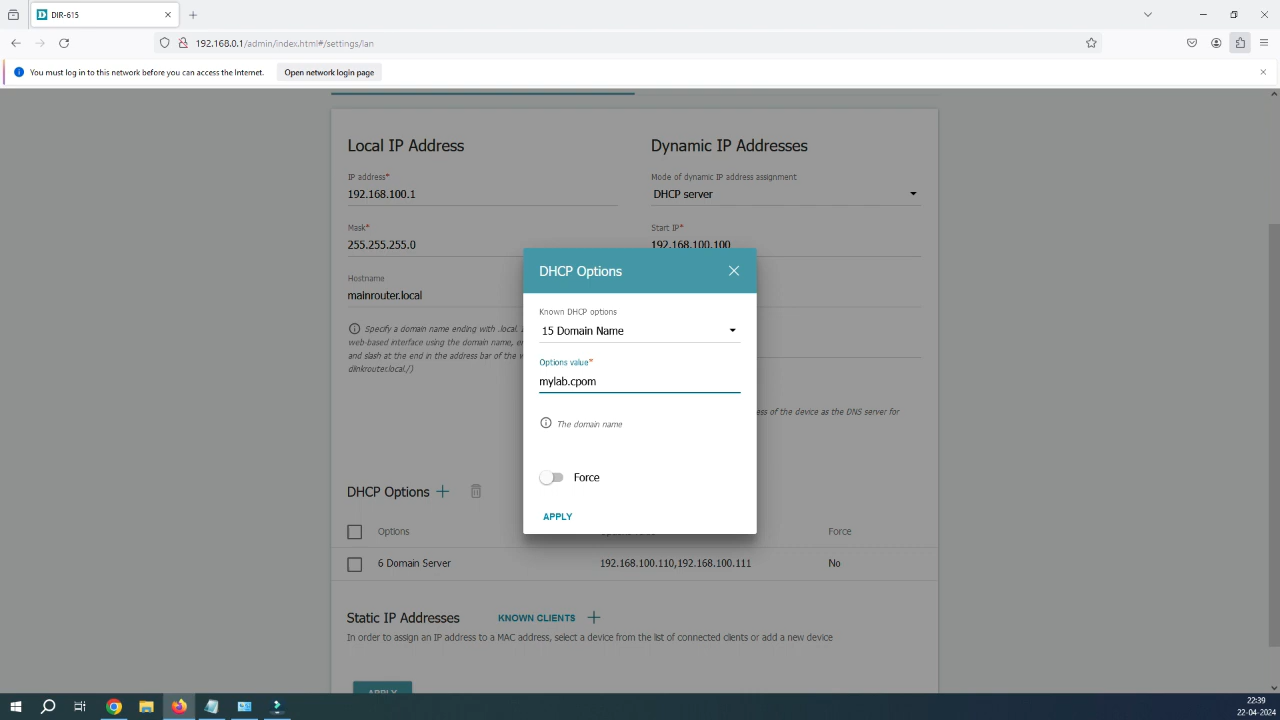 DIR-615
192.168.0.1/admin/index.html#/settings/lan
You must log in to this network before you can access the Internet.
Open network login page
Local IP Address
Dynamic IP Addresses
IP address*
192.168.100.1
Mode of dynamic IP address assignment
DHCP server
Mask*
255.255.255.0
Start IP*
192.168.100.100
Hostname
mainrouter.local
Specify a domain name ending with .local.
web-based interface using the domain name,
and slash at the end in the address bar of the
dlinkrouter.local./)
DHCP Options
Known DHCP options
15 Domain Name
Options value*
mylab.cpom
The domain name
Force
APPLY
of the device as the DNS server for
DHCP Options
Options
Force
6 Domain Server
192.168.100.110,192.168.100.111
No
Static IP Addresses
KNOWN CLIENTS
In order to assign an IP address to a MAC address, select a device from the list of connected clients or add a new device
APPLY
22:39
22-04-2024